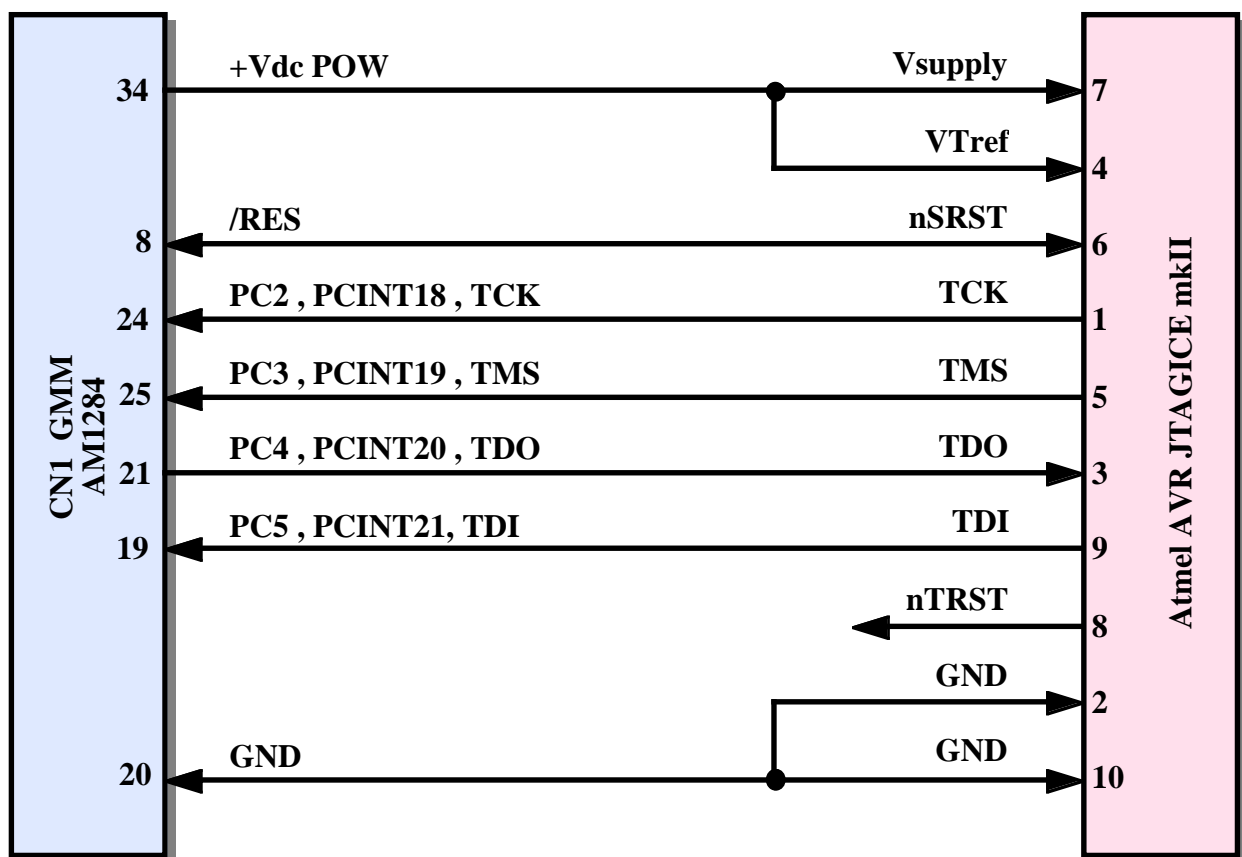 +Vdc POW
Vsupply
34
7
VTref
4
/RES
nSRST
8
6
PC2 , PCINT18 , TCK
TCK
24
1
PC3 , PCINT19 , TMS
TMS
25
5
PC4 , PCINT20 , TDO
TDO
21
3
PC5 , PCINT21, TDI
TDI
19
9
nTRST
8
GND
2
GND
GND
20
10
CN1 GMM
AM1284
Atmel AVR JTAGICE mkII